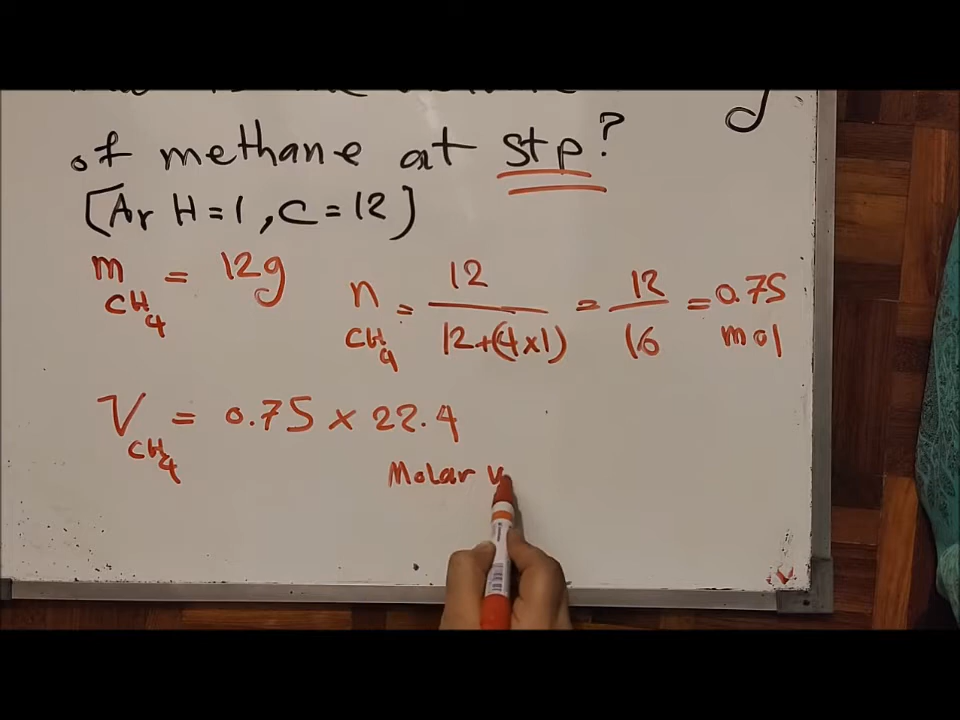 of methane at stp?
[Ar H=1, C=12]
m CH4 = 12g
n CH4 = 12 / 12+(4×1) = 12 / 16 = 0.75 mol
V CH4 = 0.75 × 22.4
Molar v